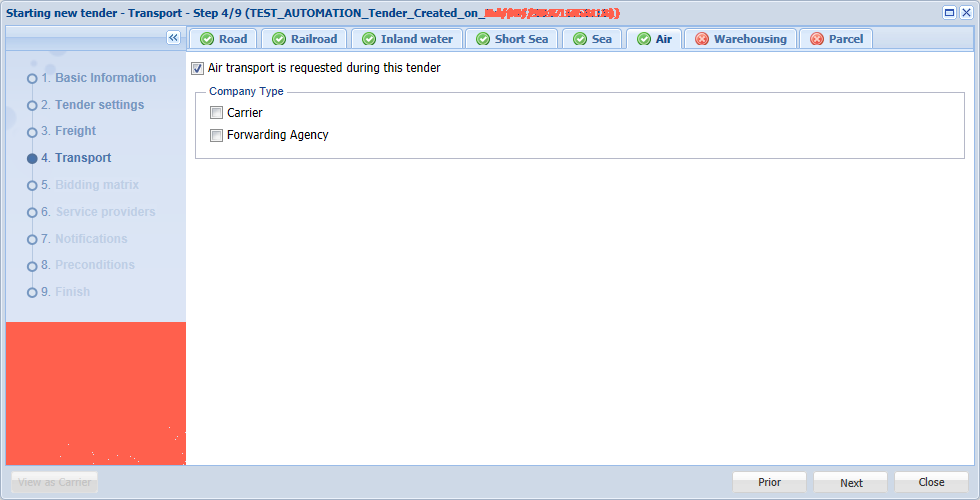 Starting new tender - Transport - Step 4/9 (TEST_AUTOMATION_Tender_Created_on_
Road Railroad Inland water Short Sea Sea Air Warehousing Parcel
Air transport is requested during this tender
Company Type
Carrier
Forwarding Agency
1. Basic Information
2. Tender settings
3. Freight
4. Transport
5. Bidding matrix
6. Service providers
7. Notifications
8. Preconditions
9. Finish
View as Carrier Prior Next Close